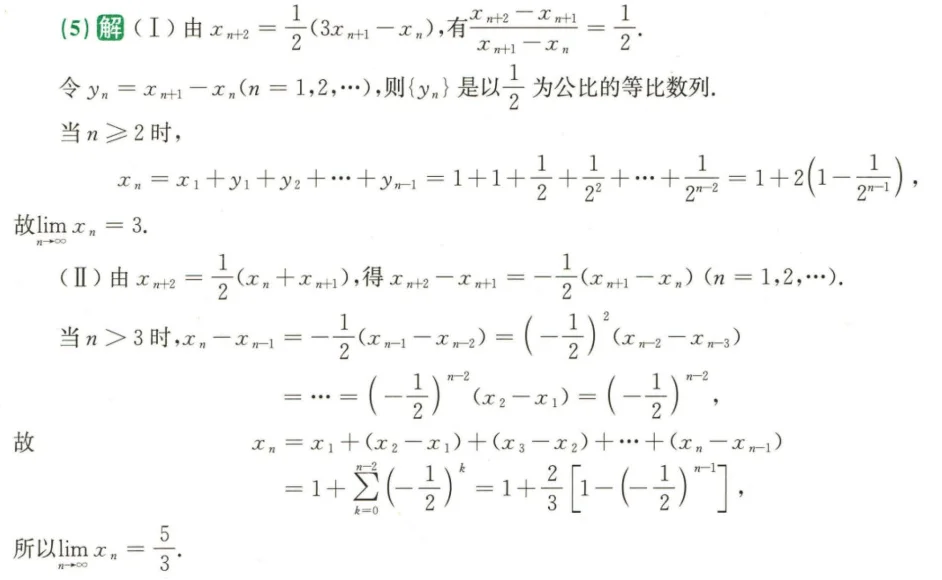 (5) 解 (Ⅰ) 由 $x_{n+2} = \frac{1}{2}(3x_{n+1} - x_n)$,有$\frac{x_{n+2} - x_{n+1}}{x_{n+1} - x_n} = \frac{1}{2}$.
令 $y_n = x_{n+1} - x_n (n = 1,2,\cdots)$,则$\{y_n\}$ 是以$\frac{1}{2}$ 为公比的等比数列.
当 $n \geqslant 2$ 时,
$x_n = x_1 + y_1 + y_2 + \cdots + y_{n-1} = 1 + 1 + \frac{1}{2} + \frac{1}{2^2} + \cdots + \frac{1}{2^{n-2}} = 1 + 2\left(1 - \frac{1}{2^{n-1}}\right)$,
故$\lim\limits_{n \to \infty} x_n = 3$.
(Ⅱ) 由 $x_{n+2} = \frac{1}{2}(x_n + x_{n+1})$,得 $x_{n+2} - x_{n+1} = -\frac{1}{2}(x_{n+1} - x_n)$ $(n = 1,2,\cdots)$.
当 $n > 3$ 时,$x_n - x_{n-1} = -\frac{1}{2}(x_{n-1} - x_{n-2}) = \left(-\frac{1}{2}\right)^2 (x_{n-2} - x_{n-3})$
$= \cdots = \left(-\frac{1}{2}\right)^{n-2} (x_2 - x_1) = \left(-\frac{1}{2}\right)^{n-2}$,
故 $x_n = x_1 + (x_2 - x_1) + (x_3 - x_2) + \cdots + (x_n - x_{n-1})$
$= 1 + \sum\limits_{k=0}^{n-2} \left(-\frac{1}{2}\right)^k = 1 + \frac{2}{3}\left[1 - \left(-\frac{1}{2}\right)^{n-1}\right]$,
所以$\lim\limits_{n \to \infty} x_n = \frac{5}{3}$.